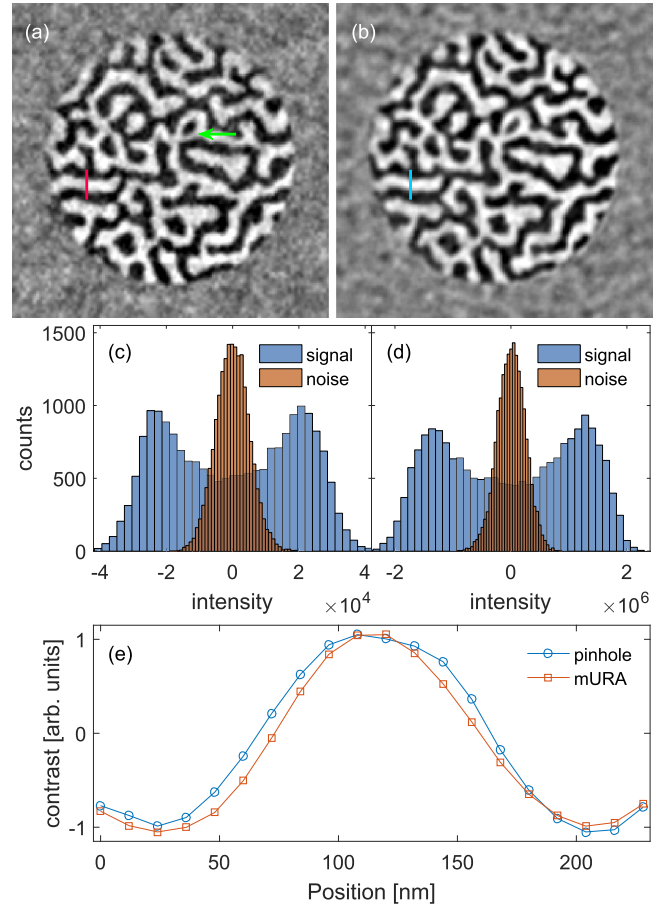 (a) (b)
1500 (c) signal noise (d) signal noise
1000
counts
500
0
-4 -2 0 2 4 -2 0 2
intensity ×10^4 intensity ×10^6
1 (e) pinhole
mURA
contrast [arb. units]
0
-1
0 50 100 150 200
Position [nm]